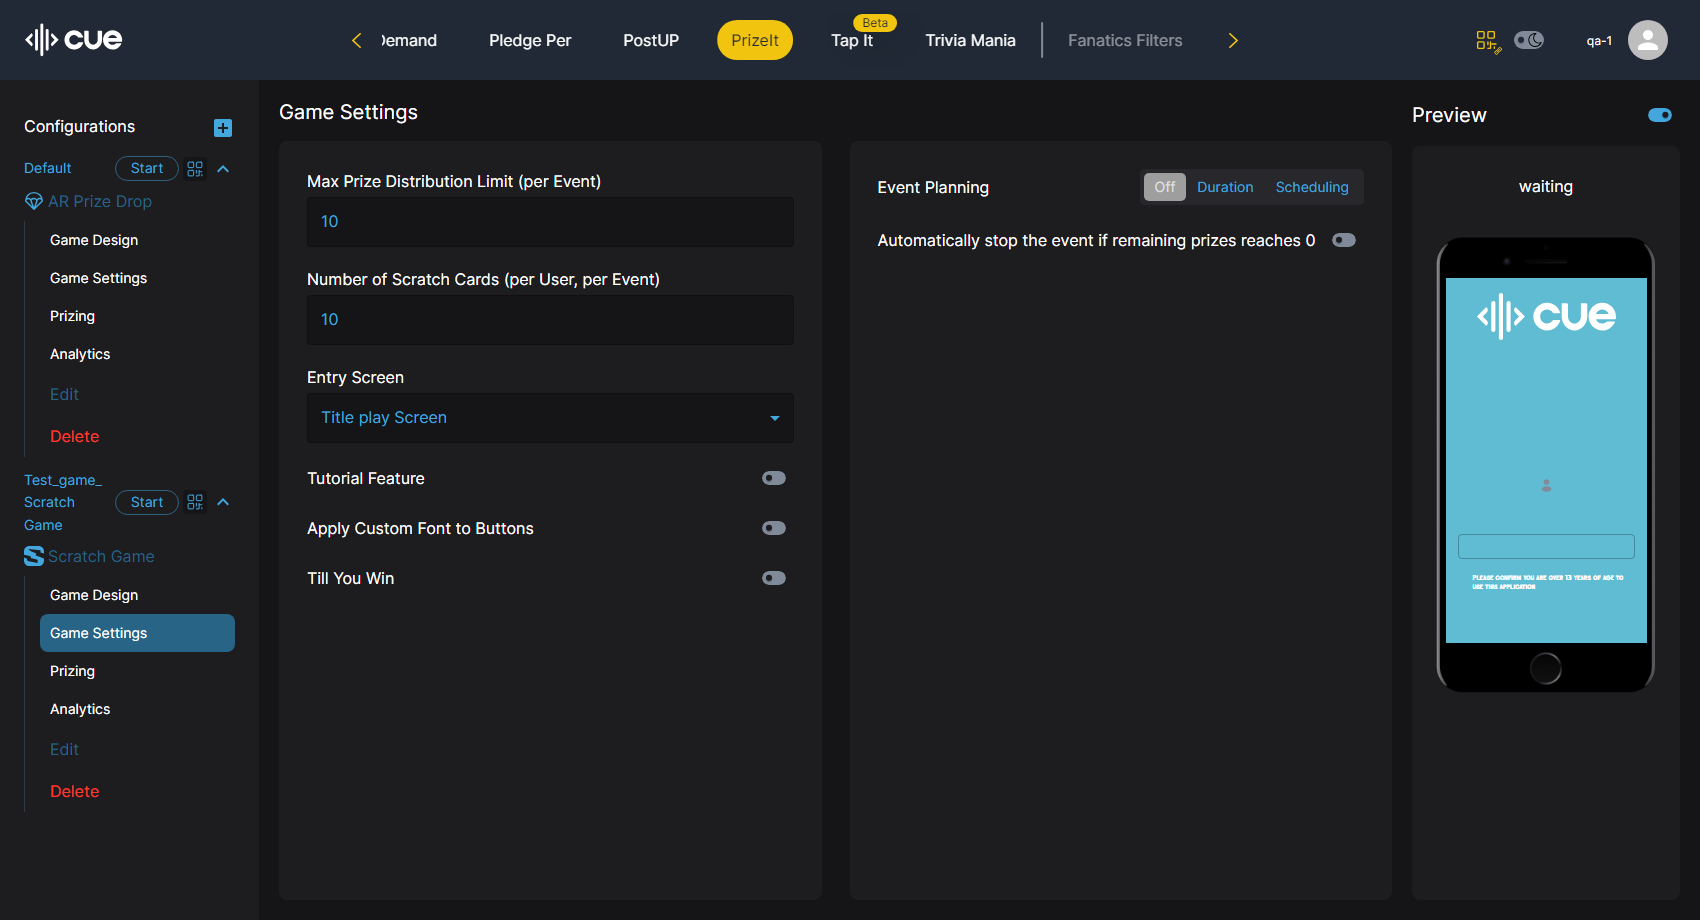 cue
Demand
Pledge Per
PostUP
PrizeIt
Beta
Tap It
Trivia Mania
Fanatics Filters
qa-1
Configurations
Default
Start
AR Prize Drop
Game Design
Game Settings
Prizing
Analytics
Edit
Delete
Test_game_
Scratch
Game
Start
Scratch Game
Game Design
Game Settings
Prizing
Analytics
Edit
Delete
Game Settings
Max Prize Distribution Limit (per Event)
10
Number of Scratch Cards (per User, per Event)
10
Entry Screen
Title play Screen
Tutorial Feature
Apply Custom Font to Buttons
Till You Win
Event Planning
Off
Duration
Scheduling
Automatically stop the event if remaining prizes reaches 0
Preview
waiting
cue
PLEASE CONFIRM YOU ARE OVER 13 YEARS OF AGE TO
USE THIS APPLICATION